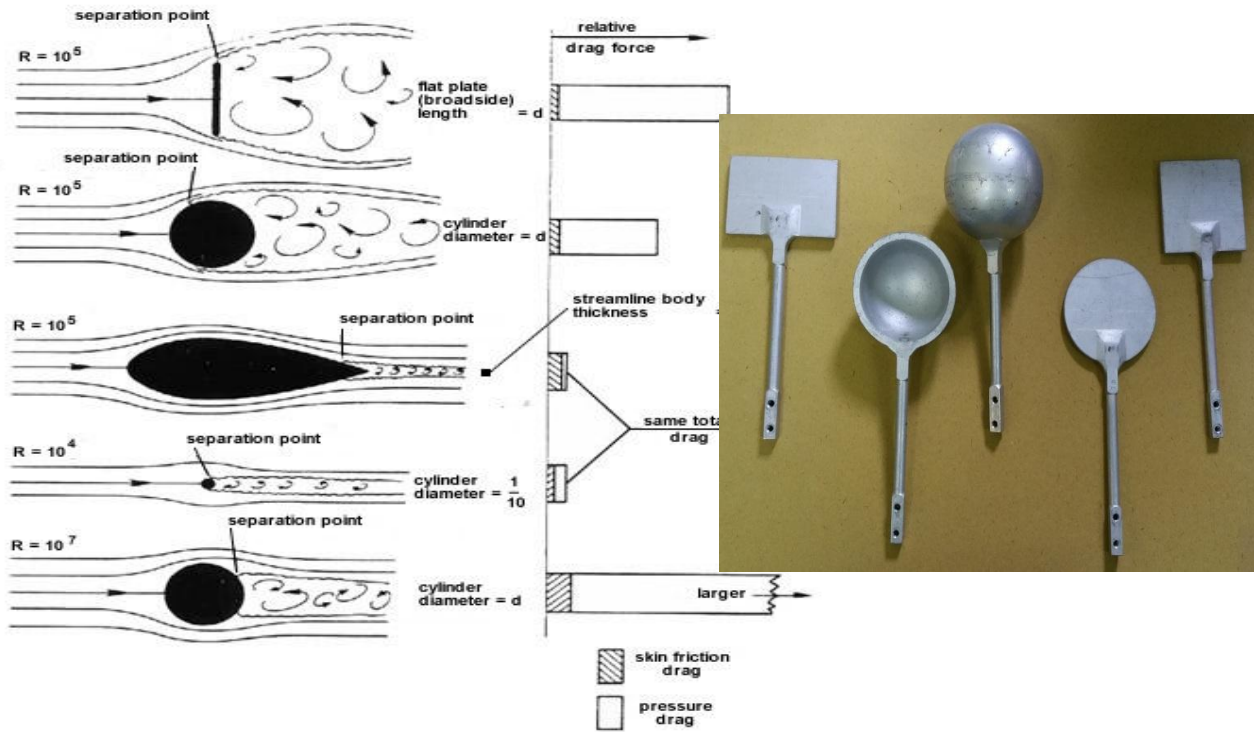 separation point
R = 10⁵
flat plate
(broadside)
length = d
relative
drag force
separation point
R = 10⁵
cylinder
diameter = d
R = 10⁵
separation point
streamline body
thickness
R = 10⁴
separation point
cylinder
diameter = 1/10
same tota
drag
R = 10⁷
separation point
cylinder
diameter = d
larger
skin friction
drag
pressure
drag